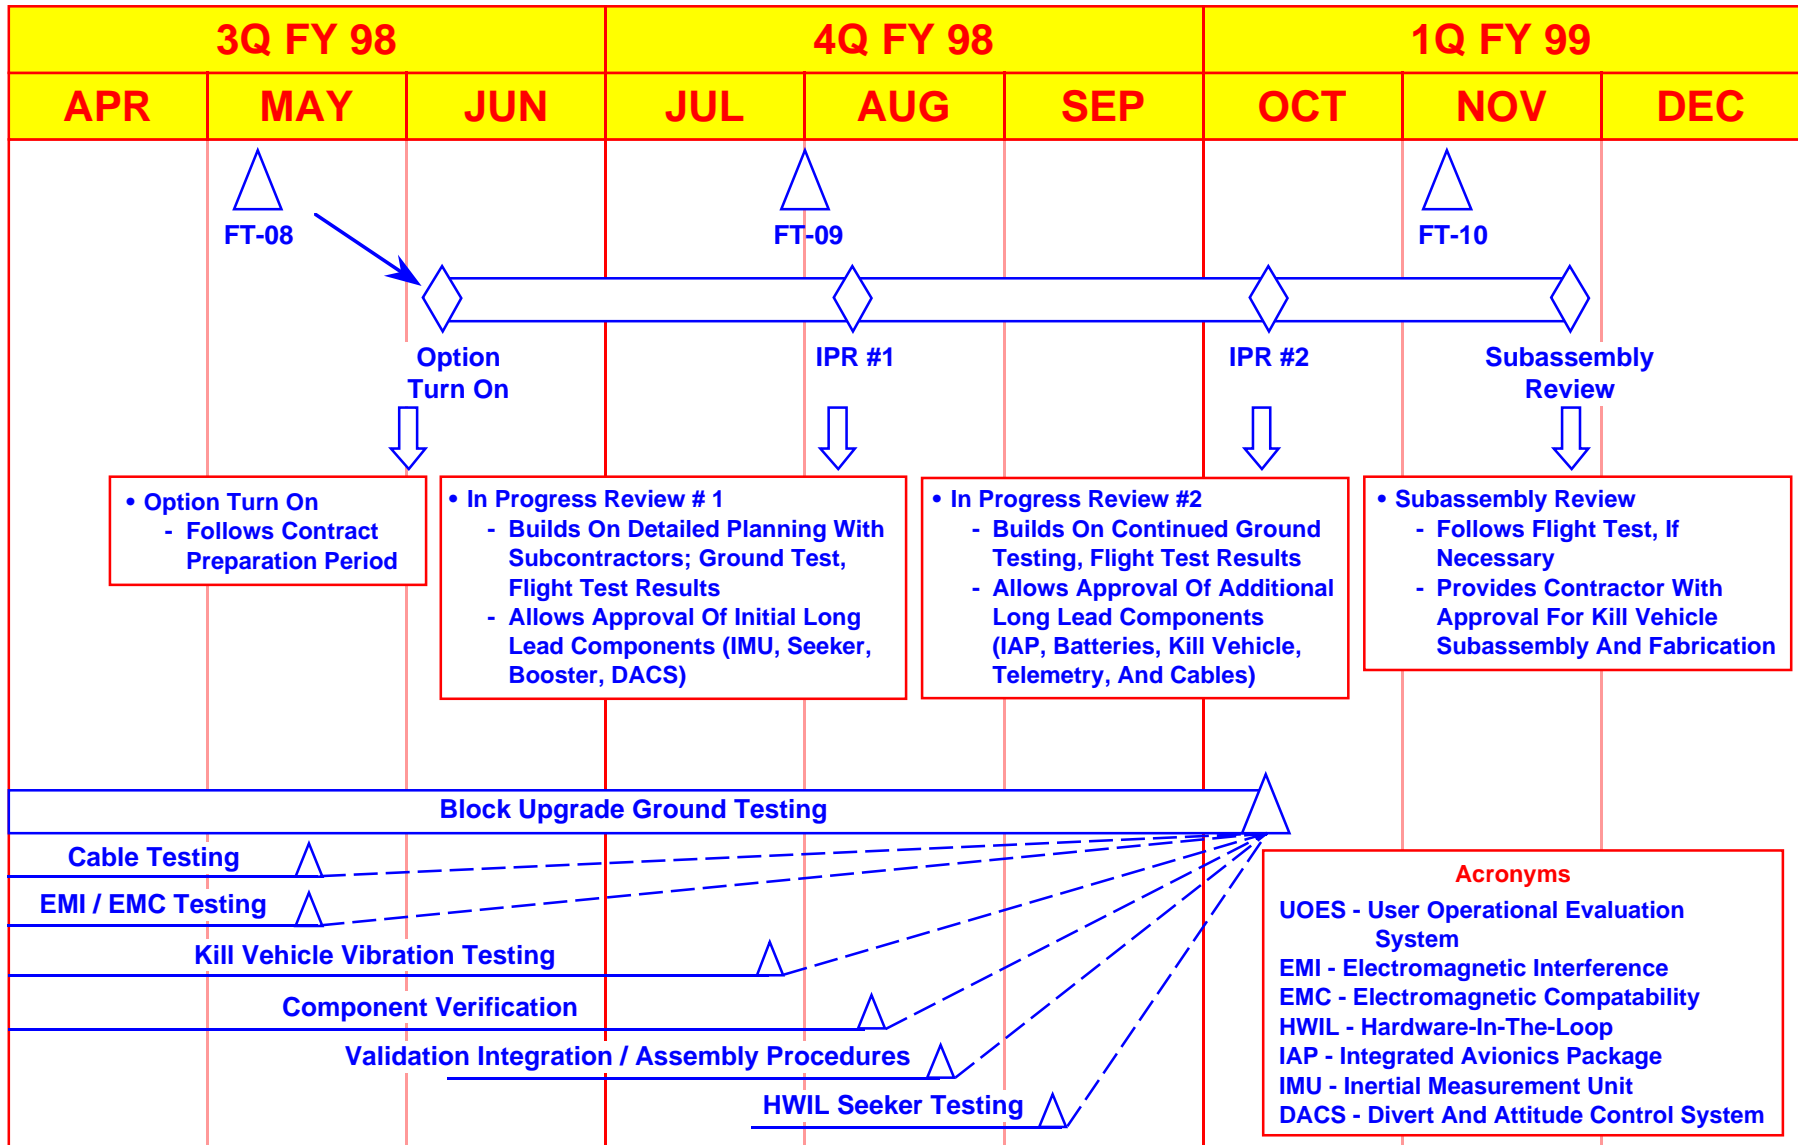 3Q FY 98
4Q FY 98
1Q FY 99
APR
MAY
JUN
JUL
AUG
SEP
OCT
NOV
DEC
FT-08
FT-09
FT-10
Option
Turn On
IPR #1
IPR #2
Subassembly
Review
• Option Turn On
- Follows Contract
Preparation Period
• In Progress Review # 1
- Builds On Detailed Planning With
Subcontractors; Ground Test,
Flight Test Results
- Allows Approval Of Initial Long
Lead Components (IMU, Seeker,
Booster, DACS)
• In Progress Review #2
- Builds On Continued Ground
Testing, Flight Test Results
- Allows Approval Of Additional
Long Lead Components
(IAP, Batteries, Kill Vehicle,
Telemetry, And Cables)
• Subassembly Review
- Follows Flight Test, If
Necessary
- Provides Contractor With
Approval For Kill Vehicle
Subassembly And Fabrication
Block Upgrade Ground Testing
Cable Testing
EMI / EMC Testing
Kill Vehicle Vibration Testing
Component Verification
Validation Integration / Assembly Procedures
HWIL Seeker Testing
Acronyms
UOES - User Operational Evaluation
System
EMI - Electromagnetic Interference
EMC - Electromagnetic Compatability
HWIL - Hardware-In-The-Loop
IAP - Integrated Avionics Package
IMU - Inertial Measurement Unit
DACS - Divert And Attitude Control System